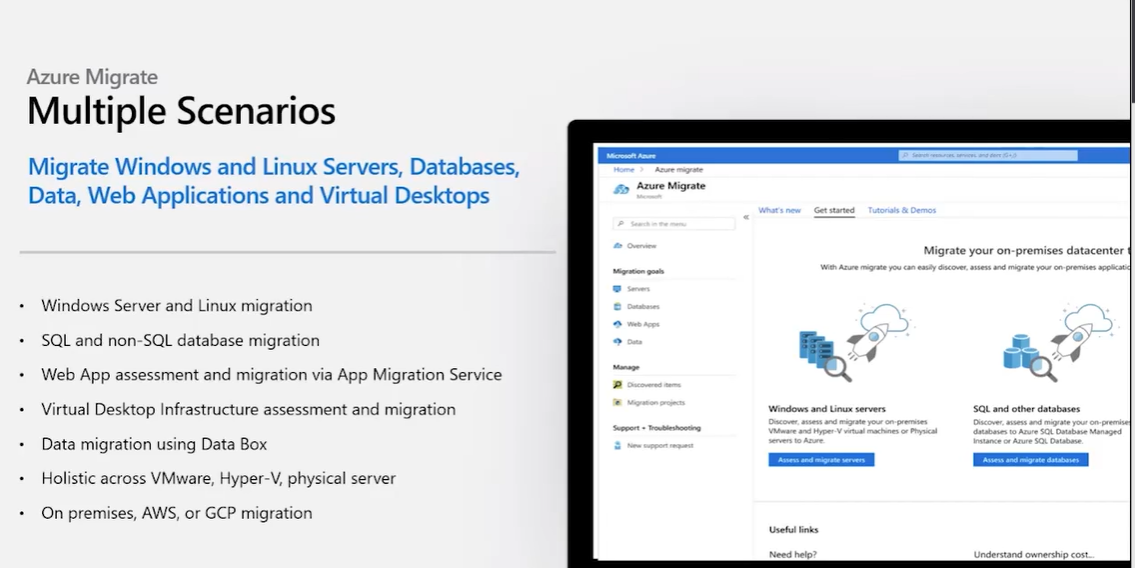 Azure Migrate
Multiple Scenarios
Migrate Windows and Linux Servers, Databases,
Data, Web Applications and Virtual Desktops
• Windows Server and Linux migration
• SQL and non-SQL database migration
• Web App assessment and migration via App Migration Service
• Virtual Desktop Infrastructure assessment and migration
• Data migration using Data Box
• Holistic across VMware, Hyper-V, physical server
• On premises, AWS, or GCP migration
Microsoft Azure
Search resources, services, and docs (G+/)
Home > Azure migrate
Azure Migrate
Microsoft
Search in the menu
«
Overview
Migration goals
Servers
Databases
Web Apps
Data
Manage
Discovered items
Migration projects
Support + Troubleshooting
New support request
What's new Get started Tutorials & Demos
Migrate your on-premises datacenter
With Azure migrate you can easily discover, assess and migrate your on-premises
Windows and Linux servers
Discover, assess and migrate your on-premises
VMware and Hyper-V virtual machines or Physical
servers to Azure.
Assess and migrate servers
SQL and other databases
Discover, assess and migrate your on-premise
databases to Azure SQL Database Managed
Instance or Azure SQL Database.
Assess and migrate databases
Useful links
Need help?
Understand ownership cost...